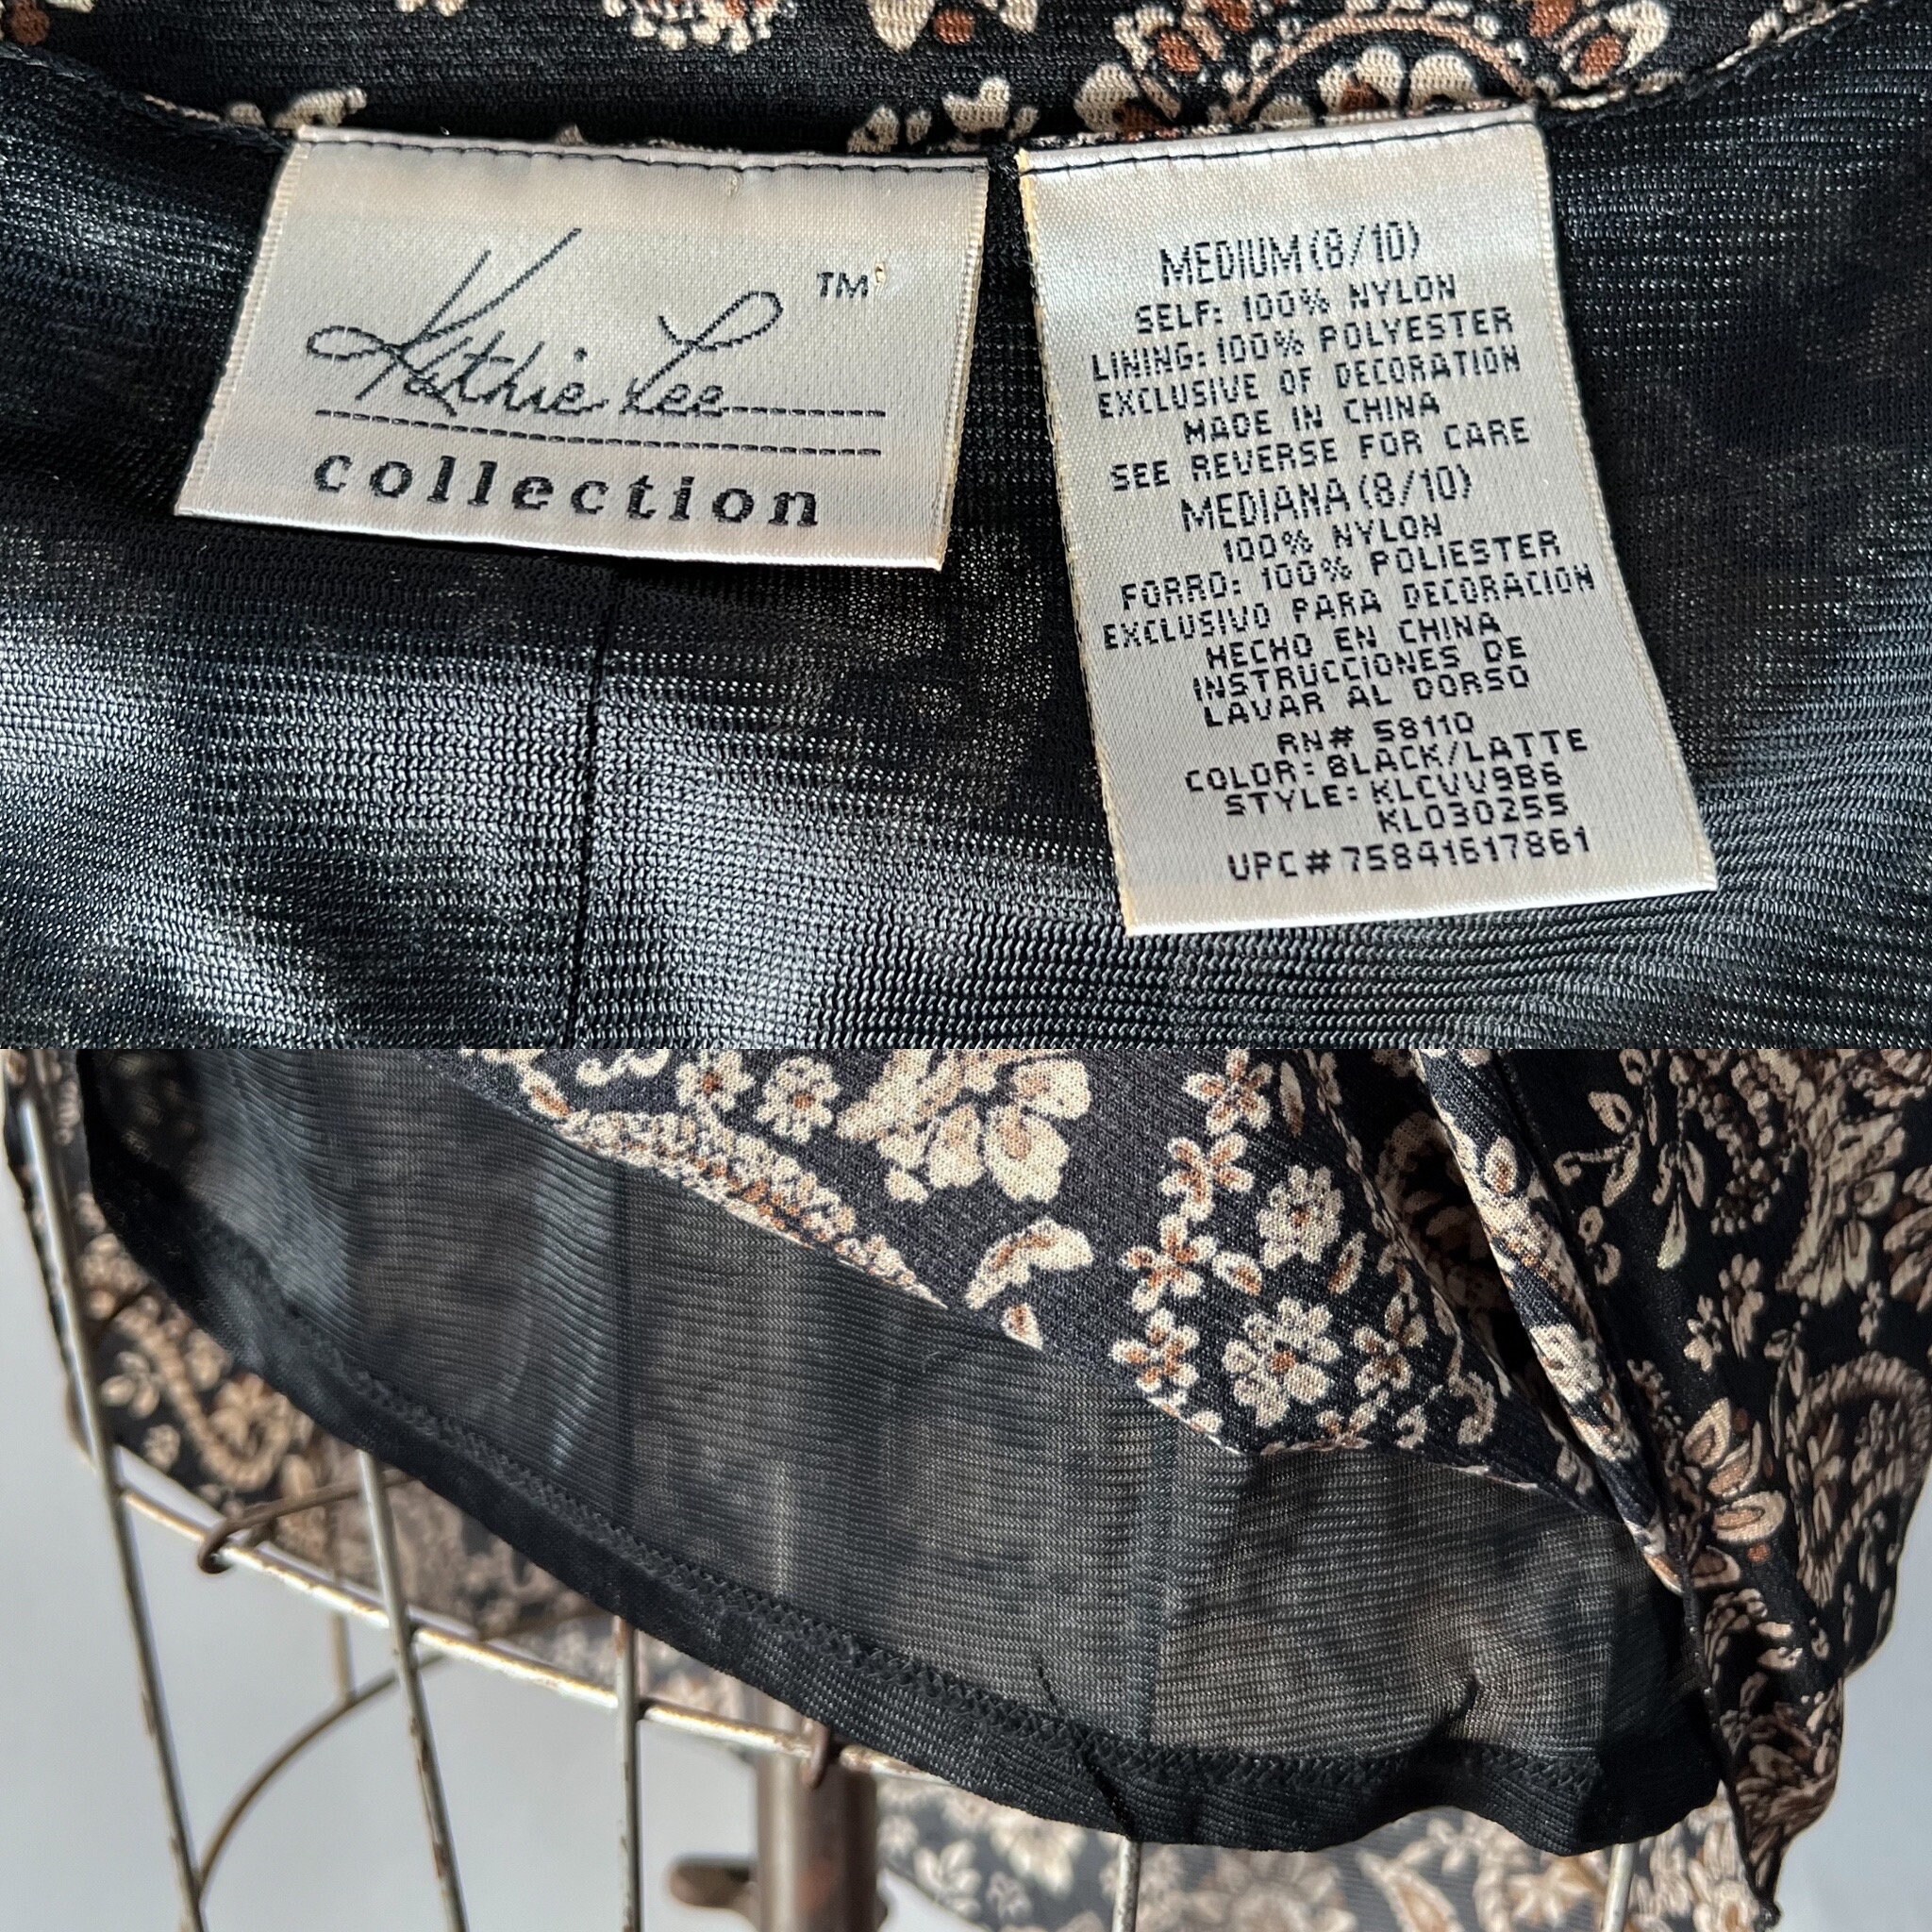 Kathie Lee TM
collection
MEDIUM (8/10)
SELF: 100% NYLON
LINING: 100% POLYESTER
EXCLUSIVE OF DECORATION
MADE IN CHINA
SEE REVERSE FOR CARE
MEDIANA (8/10)
100% NYLON
FORRO: 100% POLIESTER
EXCLUSIVO PARA DECORACION
HECHO EN CHINA
INSTRUCCIONES DE
LAVAR AL DORSO
RN# 58110
COLOR: BLACK/LATTE
STYLE: KLCVV9B6
KL030255
UPC# 75841617861